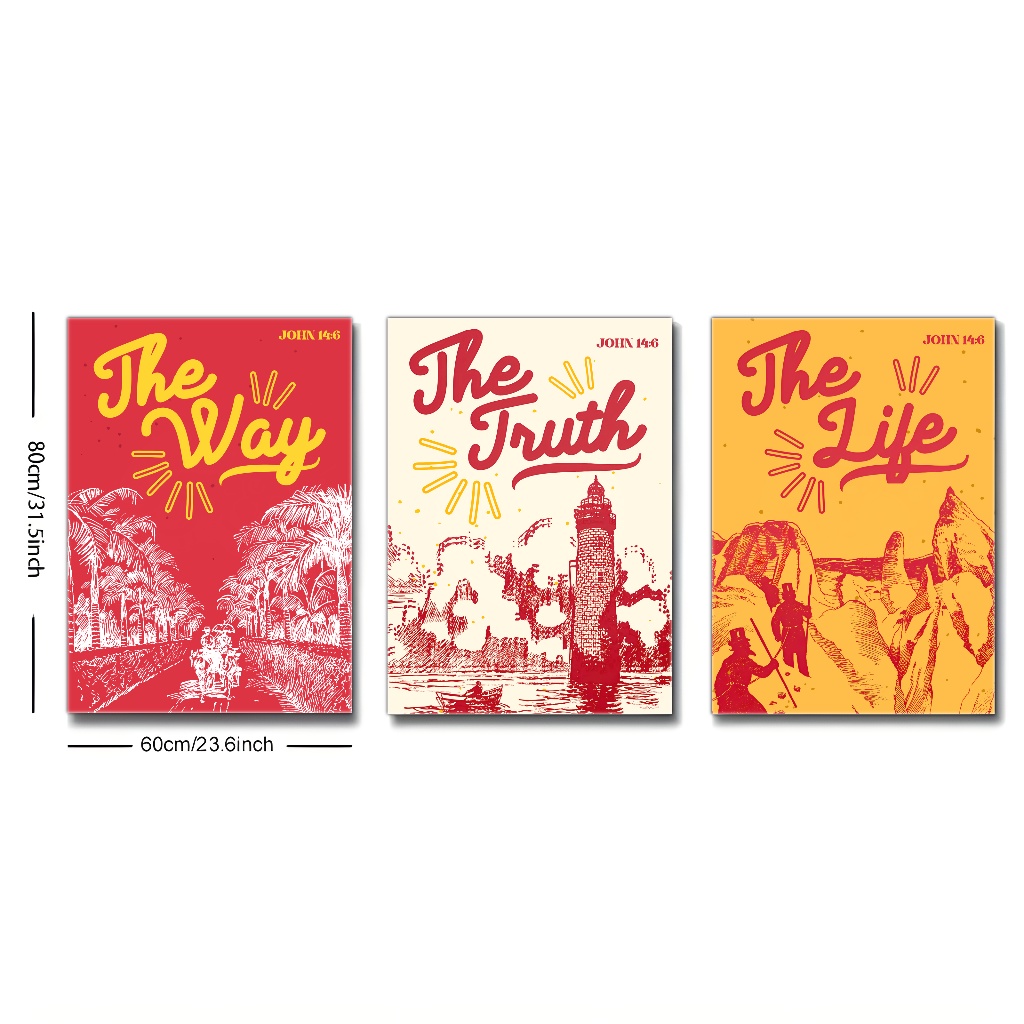 The
Way
JOHN 14:6
The
Truth
JOHN 14:6
The
Life
JOHN 14:6
80cm/31.5inch
60cm/23.6inch